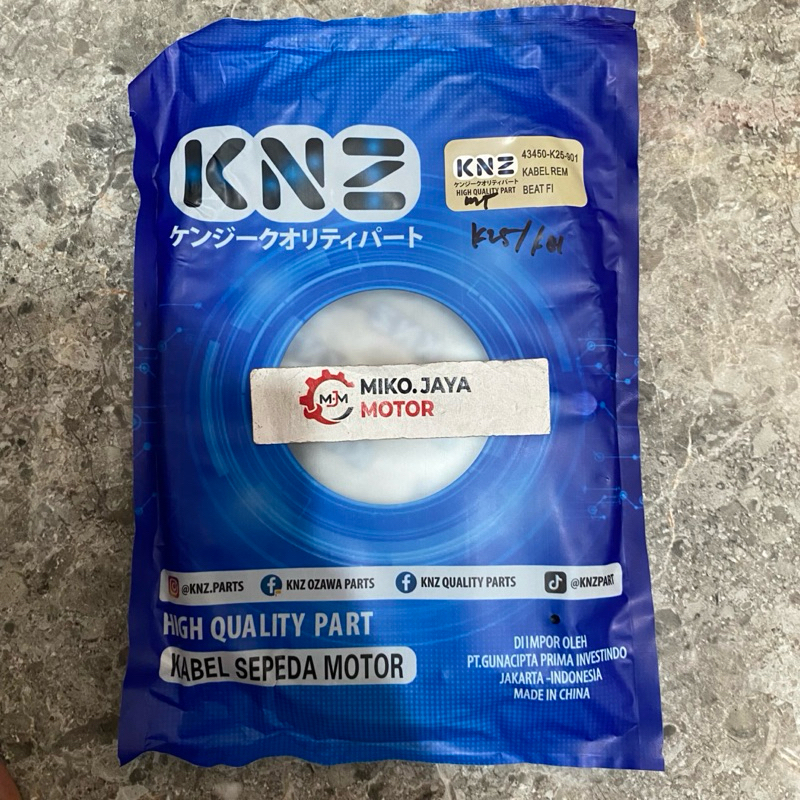 KNZ
ケンジークオリティパート
KNZ
ケンジークオリティパート
HIGH QUALITY PART
43450-K25-901
KABEL REM
BEAT FI
MJM
MIKO.JAYA
MOTOR
@KNZ.PARTS
KNZ OZAWA PARTS
KNZ QUALITY PARTS
@KNZPART
HIGH QUALITY PART
KABEL SEPEDA MOTOR
DIIMPOR OLEH
PT.GUNACIPTA PRIMA INVESTINDO
JAKARTA -INDONESIA
MADE IN CHINA